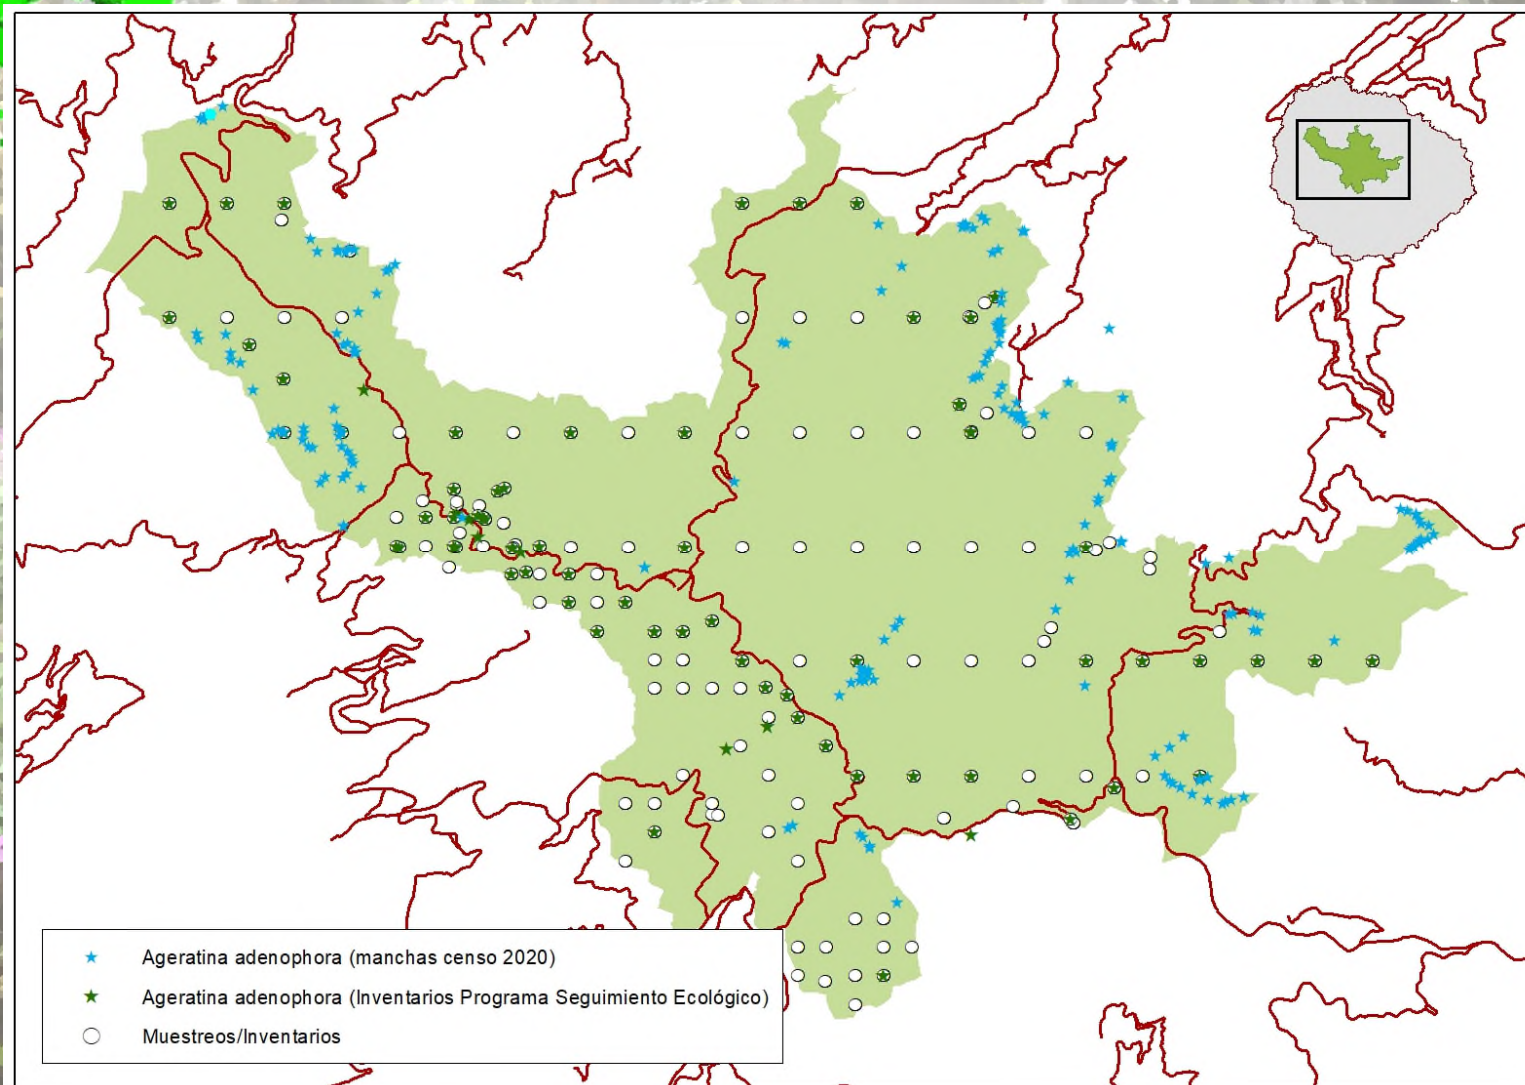 Ageratina adenophora (manchas censo 2020)
Ageratina adenophora (Inventarios Programa Seguimiento Ecológico)
Muestreos/Inventarios